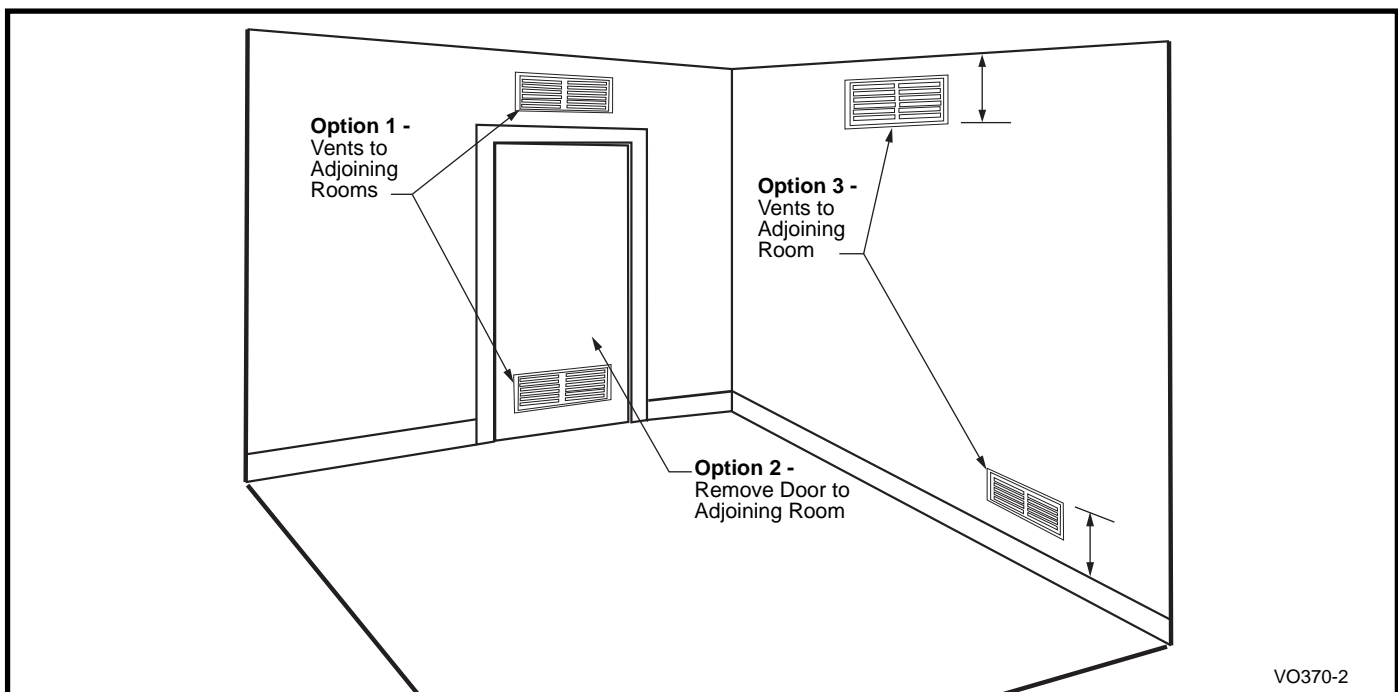 Option 1 -
Vents to
Adjoining
Rooms
Option 3 -
Vents to
Adjoining
Room
Option 2 -
Remove Door to
Adjoining Room
VO370-2